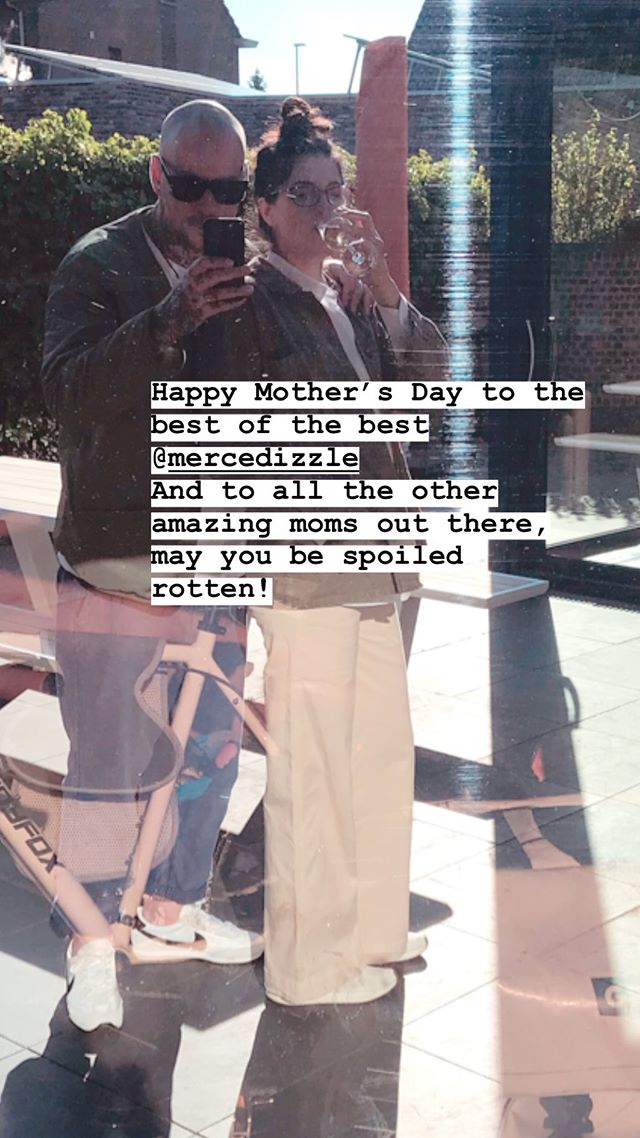 Happy Mother’s Day to the
best of the best
@mercedizzle
And to all the other
amazing moms out there,
may you be spoiled
rotten!
FOX